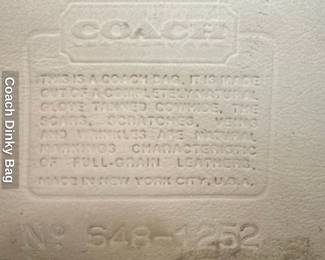 COACH
THIS IS A COACH BAG. IT IS MADE
OUT OF A COMPLETELY NATURAL
GLOVE TANNED COWHIDE, THE
SCARS, SCRATCHES, VEINS
AND WRINKLES ARE NATURAL
MARKINGS CHARACTERISTIC
OF FULL-GRAIN LEATHERS.
MADE IN NEW YORK CITY, U.S.A.
Nº 648-1252
Coach Dinky Bag